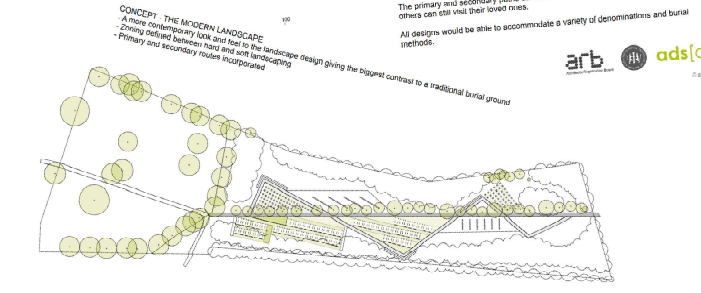 The primary and secondary paths
others can still visit their loved ones.
All designs would be able to accommodate a variety of denominations and burial
methods.
CONCEPT - THE MODERN LANDSCAPE
- A more contemporary look and feel to the landscape design giving the biggest contrast to a traditional burial ground
- Zoning defined between hard and soft landscaping
- Primary and secondary routes incorporated
arb
ads